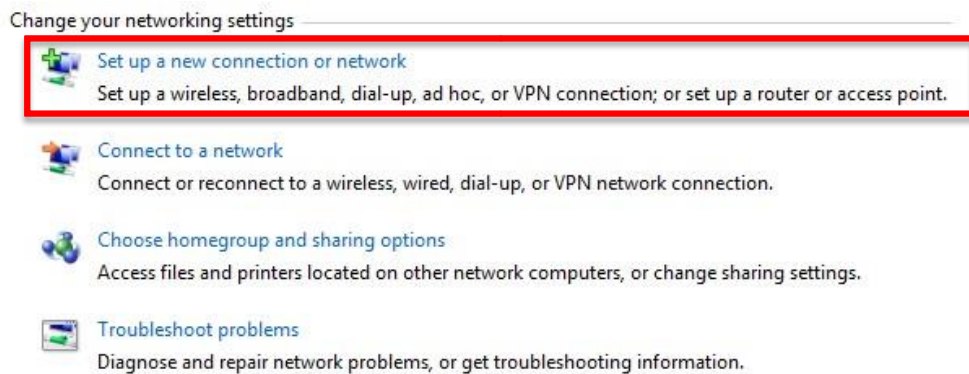 Change your networking settings
Set up a new connection or network
Set up a wireless, broadband, dial-up, ad hoc, or VPN connection; or set up a router or access point.
Connect to a network
Connect or reconnect to a wireless, wired, dial-up, or VPN network connection.
Choose homegroup and sharing options
Access files and printers located on other network computers, or change sharing settings.
Troubleshoot problems
Diagnose and repair network problems, or get troubleshooting information.